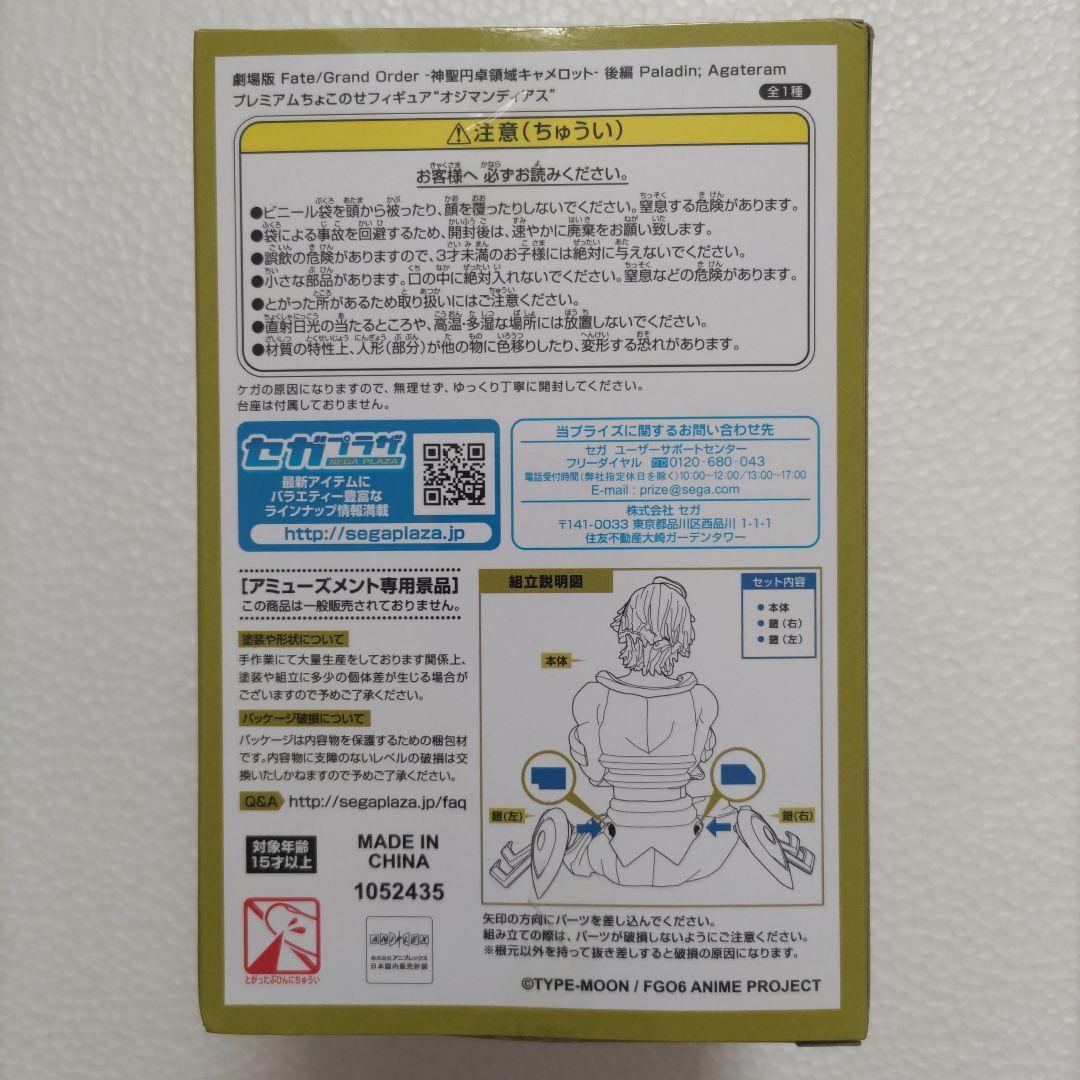 劇場版 Fate/Grand Order -神聖円卓領域キャメロット- 後編 Paladin; Agateram
プレミアムちょこのせフィギュア"オジマンディアス"
全1種
⚠注意(ちゅうい)
お客様へ 必ずお読みください。
●ビニール袋を頭から被ったり、顔を覆ったりしないでください。窒息する危険があります。
●袋による事故を回避するため、開封後は、速やかに廃棄をお願い致します。
●誤飲の危険がありますので、3才未満のお子様には絶対に与えないでください。
●小さな部品があります。口の中に絶対入れないでください。窒息などの危険があります。
●とがった所があるため取り扱いにはご注意ください。
●直射日光の当たるところや、高温・多湿な場所には放置しないでください。
●材質の特性上、人形(部分)が他の物に色移りしたり、変形する恐れがあります。
ケガの原因になりますので、無理せず、ゆっくり丁寧に開封してください。
台座は付属しておりません。
セガプラザ
SEGA PLAZA
最新アイテムに
バラエティー豊富な
ラインナップ情報満載
http://segaplaza.jp
当プライズに関するお問い合わせ先
セガ ユーザーサポートセンター
フリーダイヤル 0120-680-043
電話受付時間(弊社指定休日を除く)10:00~12:00/13:00~17:00
E-mail : prize@sega.com
株式会社 セガ
〒141-0033 東京都品川区西品川 1-1-1
住友不動産大崎ガーデンタワー
[アミューズメント専用景品]
この商品は一般販売されておりません。
塗装や形状について
手作業にて大量生産をしております関係上、
塗装や組立に多少の個体差が生じる場合が
ございますので予めご了承ください。
パッケージ破損について
パッケージは内容物を保護するための梱包材
です。内容物に支障のないレベルの破損は交
換いたしかねますので予めご了承ください。
Q&A http://segaplaza.jp/faq
対象年齢
15才以上
MADE IN
CHINA
1052435
とがったぶひんにちゅうい
ANIPLEX
株式会社アニプレックス
日本国内販売許諾
組立説明図
セット内容
●本体
●鎧(右)
●鎧(左)
本体
鎧(左)
鎧(右)
矢印の方向にパーツを差し込んでください。
組み立ての際は、パーツが破損しないようにご注意ください。
※根元以外を持って抜き差しすると破損の原因になります。
©TYPE-MOON / FGO6 ANIME PROJECT